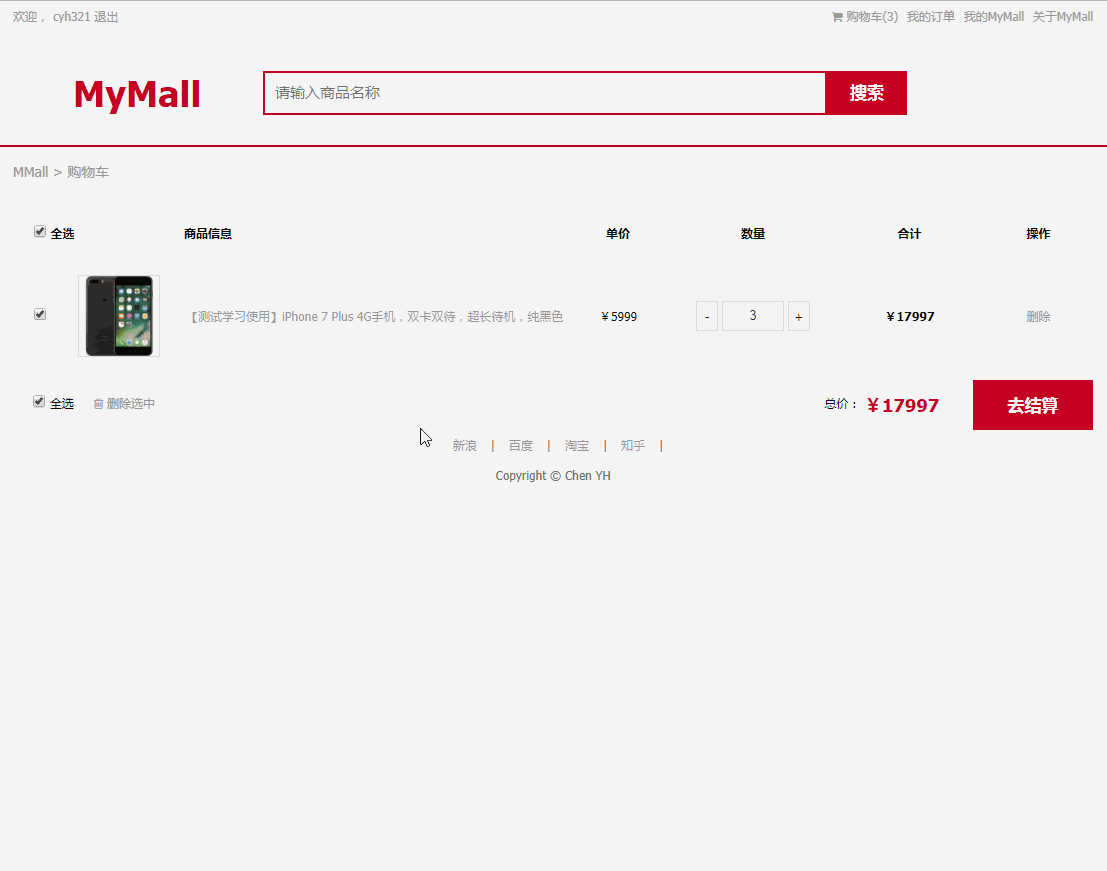 欢迎， cyh321 退出 购物车(3) 我的订单 我的MyMall 关于MyMall
MyMall 请输入商品名称 搜索
MMall > 购物车
全选 商品信息 单价 数量 合计 操作
【测试学习使用】iPhone 7 Plus 4G手机，双卡双待，超长待机，纯黑色 ￥5999 - 3 + ￥17997 删除
全选 删除选中 总价： ￥17997 去结算
新浪 | 百度 | 淘宝 | 知乎 |
Copyright © Chen YH